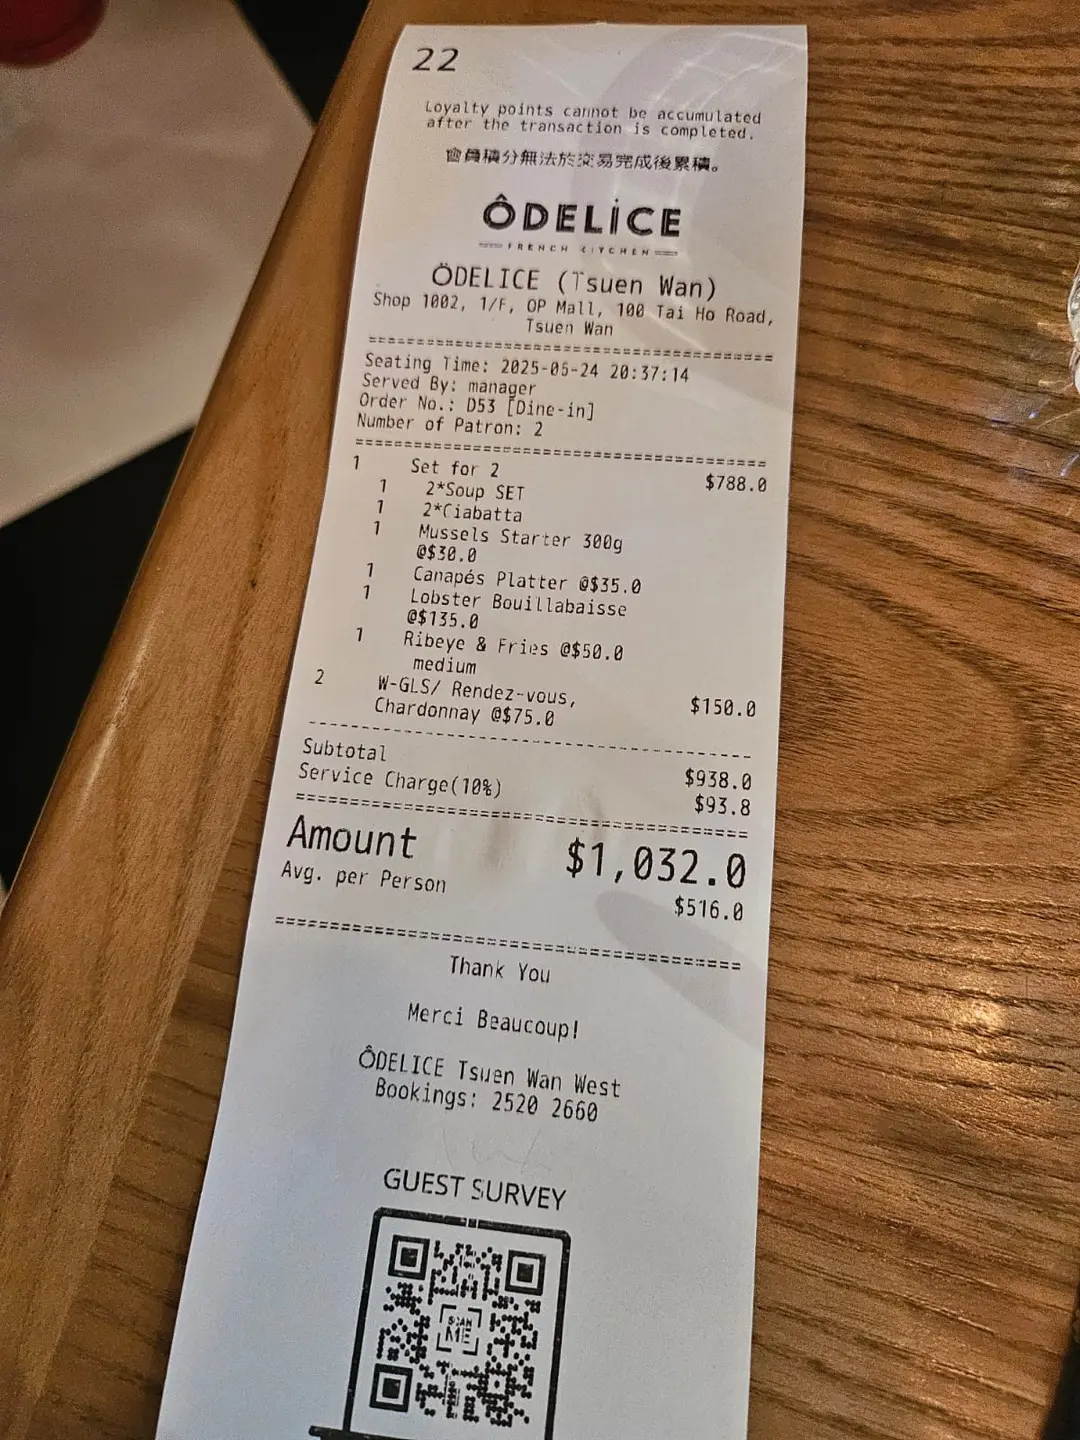 22
Loyalty points cannot be accumulated
after the transaction is completed.
會員積分無法於交易完成後累積。
ÔDELiCE
FRENCH KITCHEN
ÖDELICE (Tsuen Wan)
Shop 1002, 1/F, OP Mall, 100 Tai Ho Road,
Tsuen Wan
Seating Time: 2025-05-24 20:37:14
Served By: manager
Order No.: D53 [Dine-in]
Number of Patron: 2
1 Set for 2 $788.0
1 2*Soup SET
1 2*Ciabatta
1 Mussels Starter 300g
@$30.0
1 Canapés Platter @$35.0
1 Lobster Bouillabaisse
@$135.0
1 Ribeye & Fries @$50.0
medium
2 W-GLS/ Rendez-vous,
Chardonnay @$75.0 $150.0
Subtotal $938.0
Service Charge(10%) $93.8
Amount $1,032.0
Avg. per Person $516.0
Thank You
Merci Beaucoup!
ÔDELICE Tsuen Wan West
Bookings: 2520 2660
GUEST SURVEY
SCAN
ME